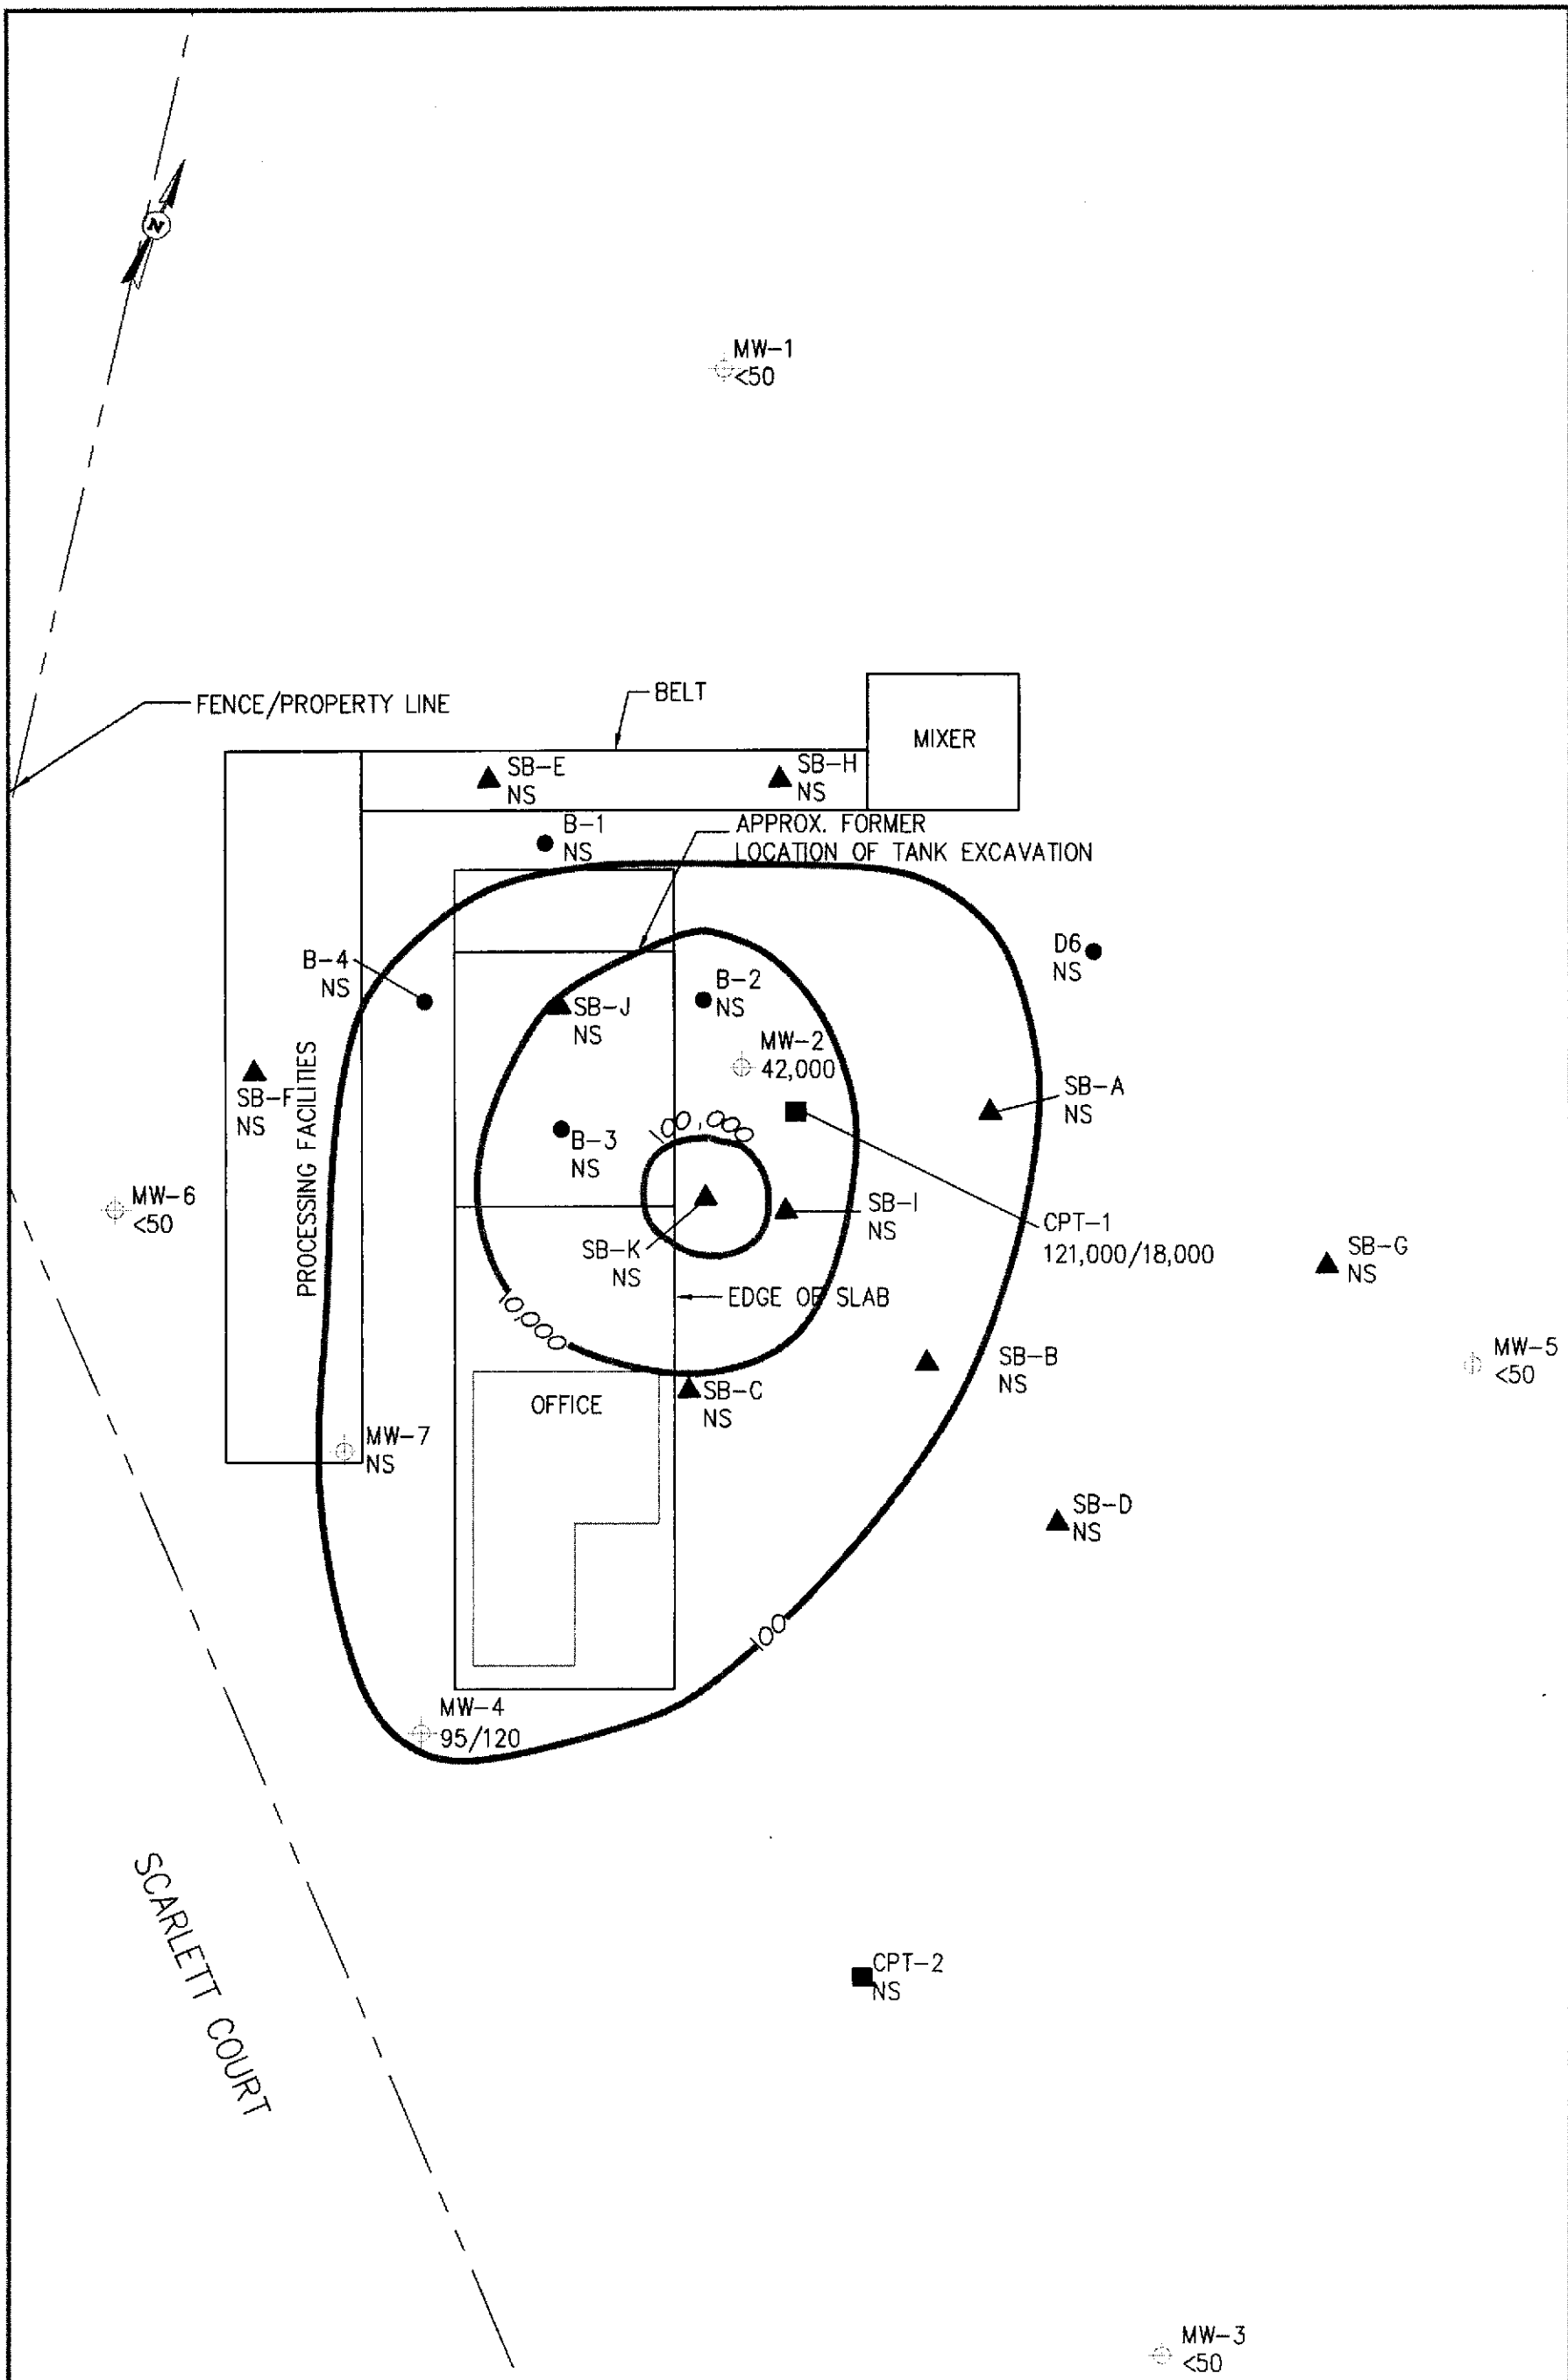 N
MW-1
<50
FENCE/PROPERTY LINE
BELT
MIXER
SB-E
NS
SB-H
NS
B-1
NS
APPROX. FORMER
LOCATION OF TANK EXCAVATION
D6
NS
B-4
NS
B-2
NS
SB-J
NS
MW-2
42,000
SB-F
NS
PROCESSING FACILITIES
SB-A
NS
B-3
NS
100,000
MW-6
<50
SB-I
NS
CPT-1
121,000/18,000
SB-K
NS
SB-G
NS
EDGE OF SLAB
10,000
SB-B
NS
MW-5
<50
SB-C
NS
OFFICE
MW-7
NS
SB-D
NS
100
MW-4
95/120
SCARLETT COURT
CPT-2
NS
MW-3
<50